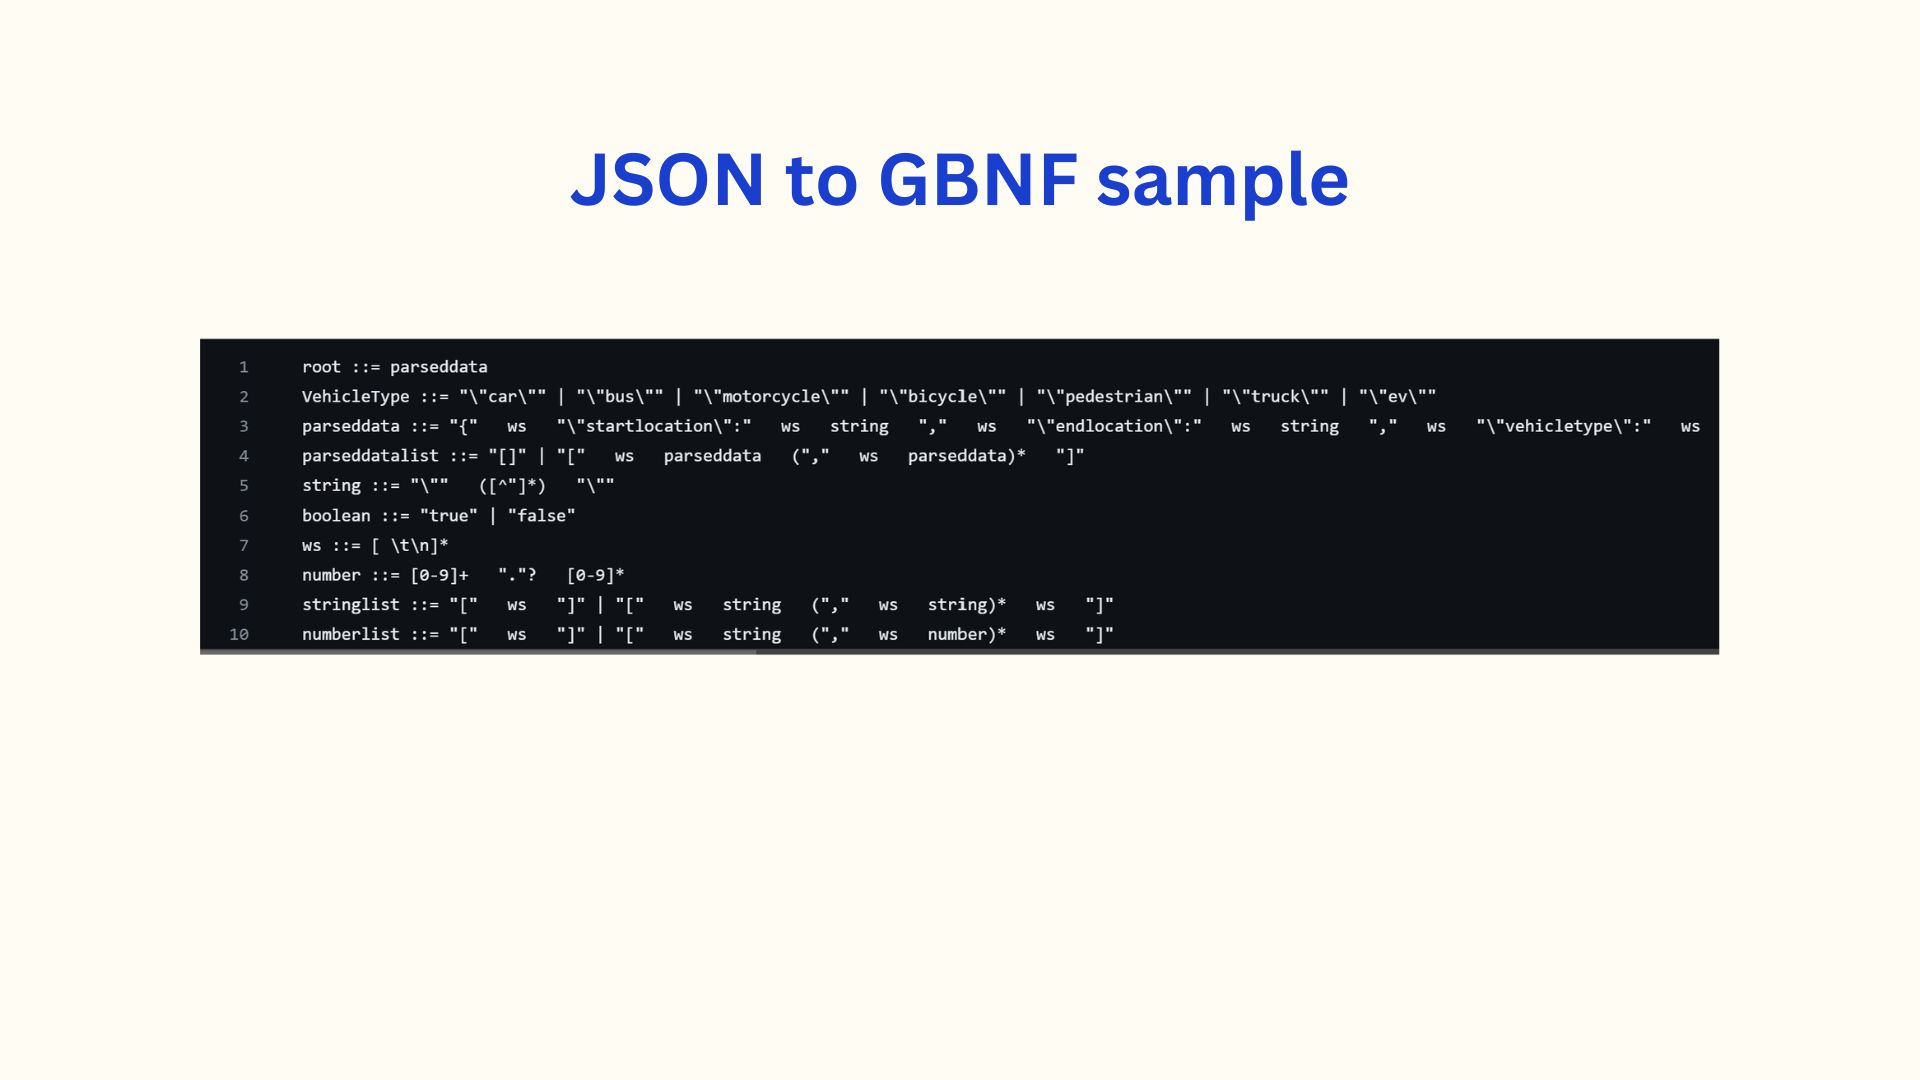 JSON to GBNF sample
1 root ::= parseddata
2 VehicleType ::= "\"car\"" | "\"bus\"" | "\"motorcycle\"" | "\"bicycle\"" | "\"pedestrian\"" | "\"truck\"" | "\"ev\""
3 parseddata ::= "{"   ws   "\"startlocation\":"   ws   string   ","   ws   "\"endlocation\":"   ws   string   ","   ws   "\"vehicletype\":"   ws
4 parseddatalist ::= "[]" | "["   ws   parseddata   (","   ws   parseddata)*   "]"
5 string ::= "\""   ([^"]*)   "\""
6 boolean ::= "true" | "false"
7 ws ::= [ \t\n]*
8 number ::= [0-9]+   "."?   [0-9]*
9 stringlist ::= "["   ws   "]" | "["   ws   string   (","   ws   string)*   ws   "]"
10 numberlist ::= "["   ws   "]" | "["   ws   string   (","   ws   number)*   ws   "]"